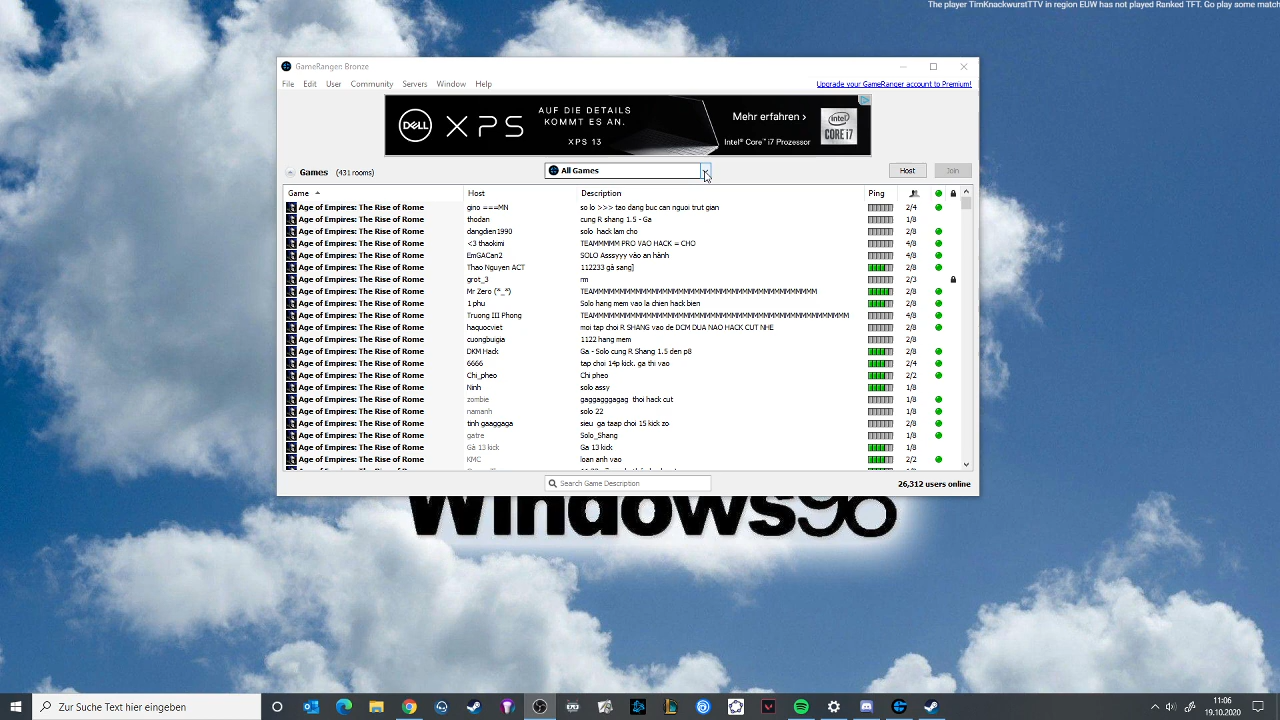 The player TimKnackwurstTTV in region EUW has not played Ranked TFT. Go play some match
GameRanger Bronze
File Edit User Community Servers Window Help
Upgrade your GameRanger account to Premium!
DELL XPS
XPS 13
AUF DIE DETAILS
KOMMT ES AN.
Mehr erfahren ›
Intel® Core™ i7 Prozessor
intel
CORE i7
Games (431 rooms)
All Games
Host Join
Game Host Description Ping
Age of Empires: The Rise of Rome gino ===MN so lo >>> tao dang buc can nguoi trut gian 2/4
Age of Empires: The Rise of Rome thodan cung R shang 1.5 - Ga 1/8
Age of Empires: The Rise of Rome dangdien1990 solo hack lam cho 2/8
Age of Empires: The Rise of Rome <3 thaokimi TEAMMMMM PRO VAO HACK = CHO 4/8
Age of Empires: The Rise of Rome EmGACan2 SOLO Asssyyy vào an hành 4/8
Age of Empires: The Rise of Rome Thao Nguyen ACT 112233 gà sang] 2/8
Age of Empires: The Rise of Rome grot_3 rm 2/3
Age of Empires: The Rise of Rome Mr Zero (*_*) 2/8
Age of Empires: The Rise of Rome 1 phu Solo hang mem vao la chien hack bien 2/8
Age of Empires: The Rise of Rome Truong III Phong 4/8
Age of Empires: The Rise of Rome haquocviet moi tap choi R SHANG vao de DCM DUA NAO HACK CUT NHE 2/8
Age of Empires: The Rise of Rome cuongbuigia 1122 hang mem 2/8
Age of Empires: The Rise of Rome DKM Hack Ga - Solo cung R Shang 1.5 den p8 2/8
Age of Empires: The Rise of Rome 6666 tap choi 14p kick. ga thi vao 2/4
Age of Empires: The Rise of Rome Chi_pheo Chi pheo 2/2
Age of Empires: The Rise of Rome Ninh solo assy 1/8
Age of Empires: The Rise of Rome zombie gaggagggagag thoi hack cut 1/8
Age of Empires: The Rise of Rome namanh solo 22 1/8
Age of Empires: The Rise of Rome tinh gaaggaga sieu ga taap choi 15 kick zo 2/8
Age of Empires: The Rise of Rome gatre Solo_Shang 1/8
Age of Empires: The Rise of Rome Gà 13 kick Gà 13 kick 1/8
Age of Empires: The Rise of Rome KMC loan anh vao 2/2
Search Game Description
26,312 users online
Windows98
Zur Suche Text hier eingeben
11:06
19.10.2020